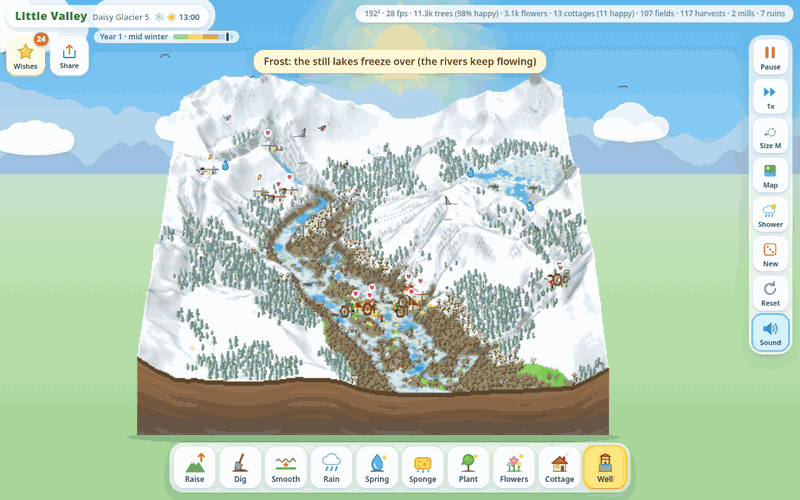 Little Valley Daisy Glacier 5 13:00
192² · 28 fps · 11.3k trees (98% happy) · 3.1k flowers · 13 cottages (11 happy) · 107 fields · 117 harvests · 2 mills · 7 ruins
Year 1 · mid winter
24
Wishes
Share
Frost: the still lakes freeze over (the rivers keep flowing)
Pause
1x
Size M
Map
Shower
New
Reset
Sound
Raise
Dig
Smooth
Rain
Spring
Sponge
Plant
Flowers
Cottage
Well